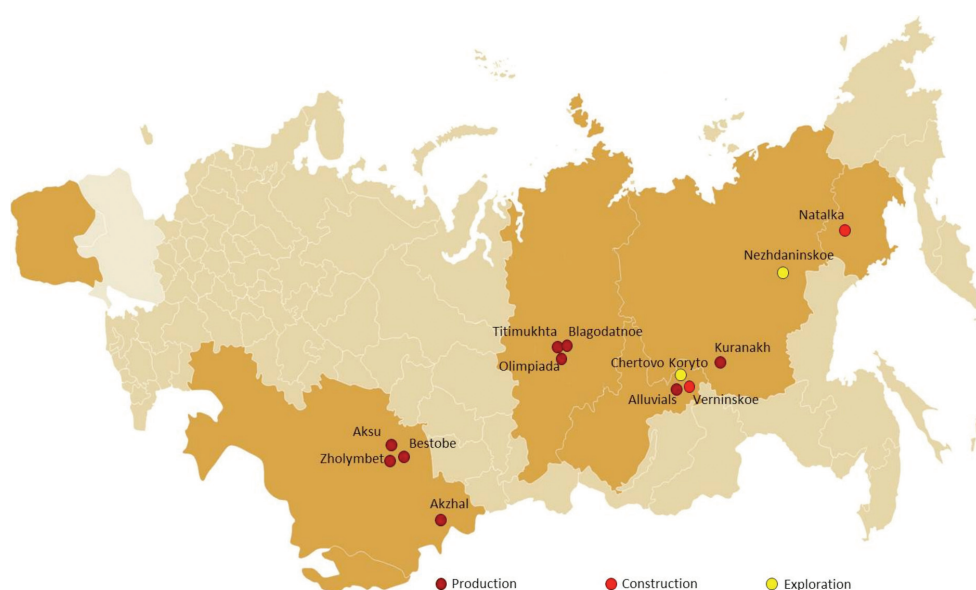 Natalka
Nezhdaninskoe
Titimukhta
Blagodatnoe
Kuranakh
Olimpiada
Chertovo Koryto
Alluvials
Verninskoe
Aksu
Bestobe
Zholymbet
Akzhal
Production
Construction
Exploration